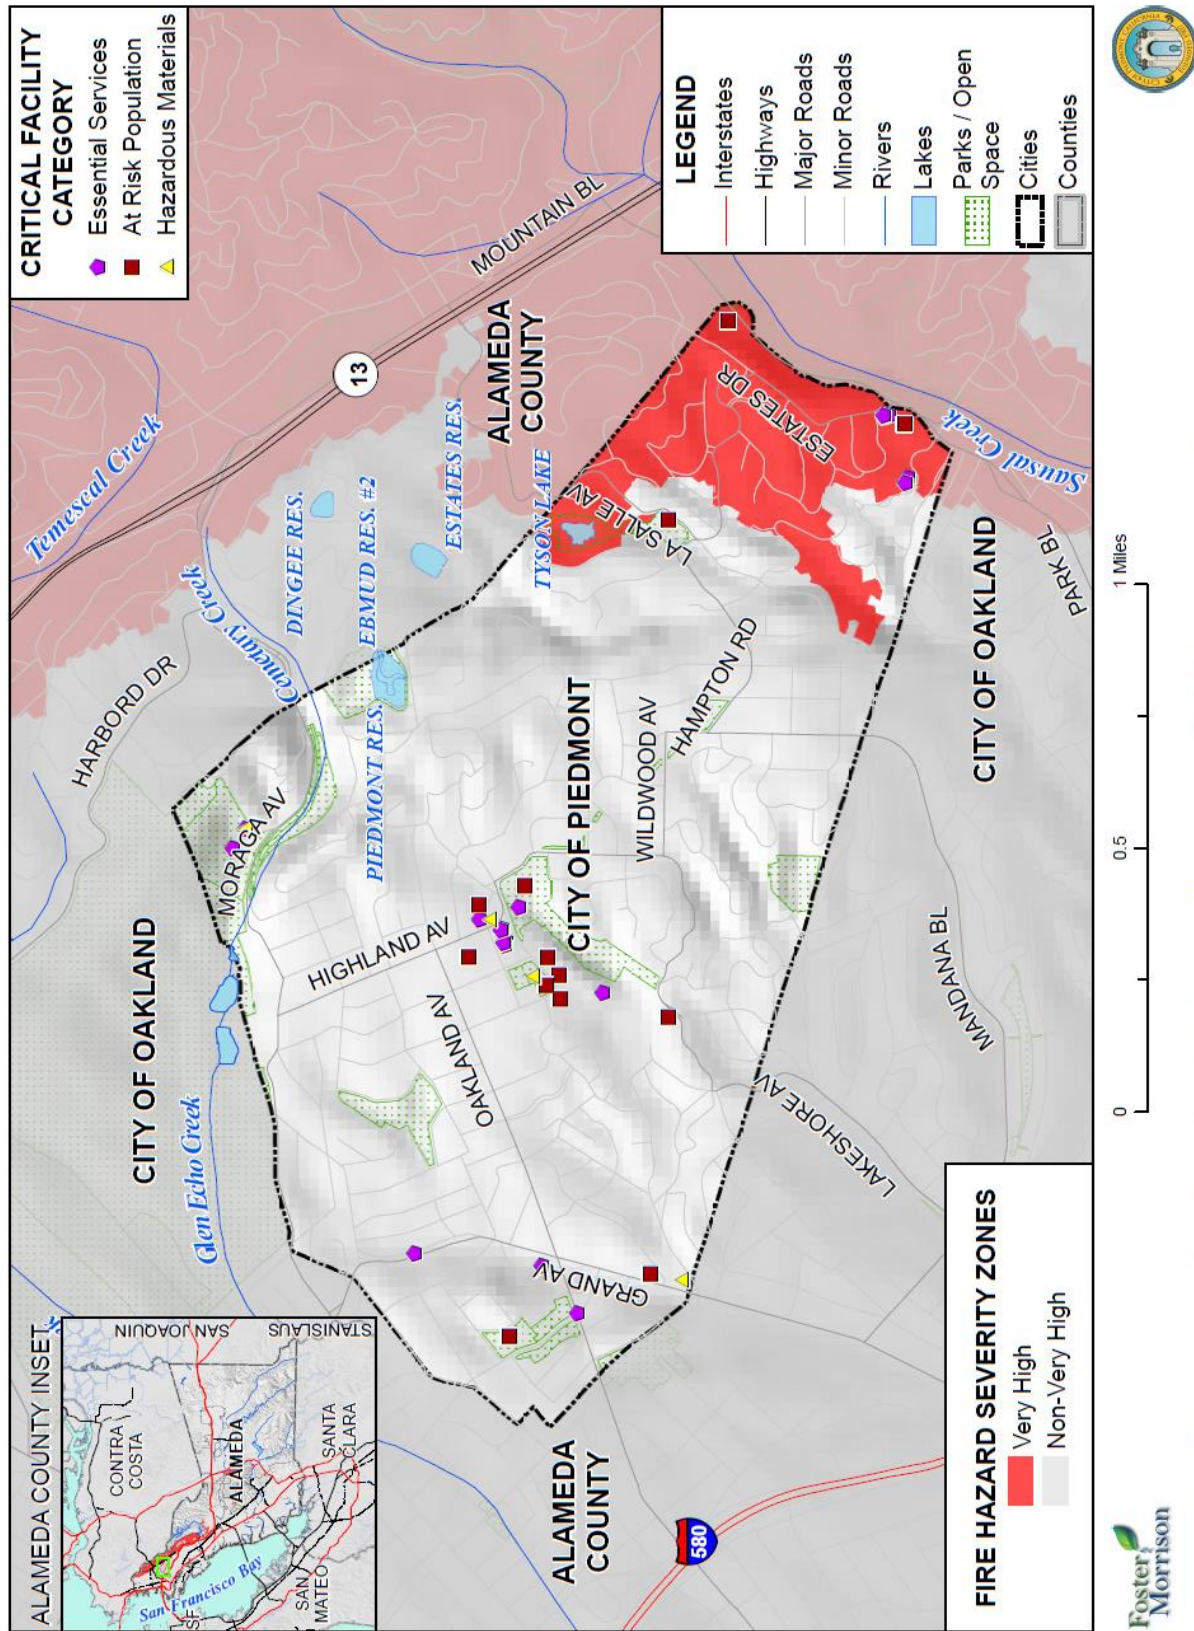 ALAMEDA COUNTY INSET
CONTRA
COSTA
SAN JOAQUIN
STANISLAUS
ALAMEDA
SANTA
CLARA
SAN
MATEO
SF
San Francisco Bay
CRITICAL FACILITY
CATEGORY
Essential Services
At Risk Population
Hazardous Materials
Temescal Creek
13
MOUNTAIN BL
HARBORD DR
Cemetary Creek
DINGEE RES.
EBMUD RES. #2
ESTATES RES.
ALAMEDA
COUNTY
CITY OF OAKLAND
Glen Echo Creek
MORAGA AV
PIEDMONT RES.
TYSON LAKE
HIGHLAND AV
OAKLAND AV
LA SALLE AV
ESTATES DR
CITY OF PIEDMONT
WILDWOOD AV
HAMPTON RD
GRAND AV
ALAMEDA
COUNTY
580
LAKESHORE AV
MANDANA BL
CITY OF OAKLAND
PARK BL
Sausal Creek
LEGEND
Interstates
Highways
Major Roads
Minor Roads
Rivers
Lakes
Parks / Open
Space
Cities
Counties
FIRE HAZARD SEVERITY ZONES
Very High
Non-Very High
0
0.5
1 Miles
Foster
Morrison